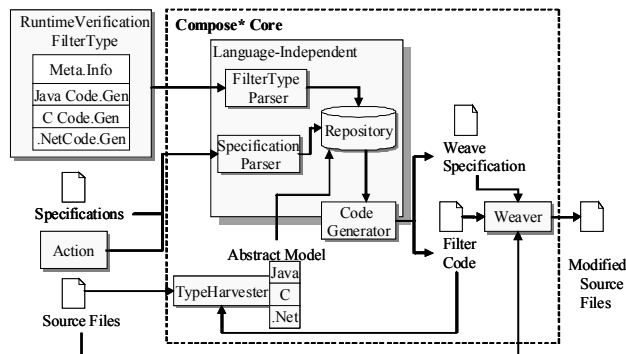 RuntimeVerification
FilterType
Meta.Info
Java Code.Gen
C Code.Gen
.NetCode.Gen
Specifications
Action
Source Files
Compose* Core
Language-Independent
FilterType
Parser
Specification
Parser
Repository
Code
Generator
Abstract Model
TypeHarvester
Java
C
.Net
Weave
Specification
Filter
Code
Weaver
Modified
Source
Files